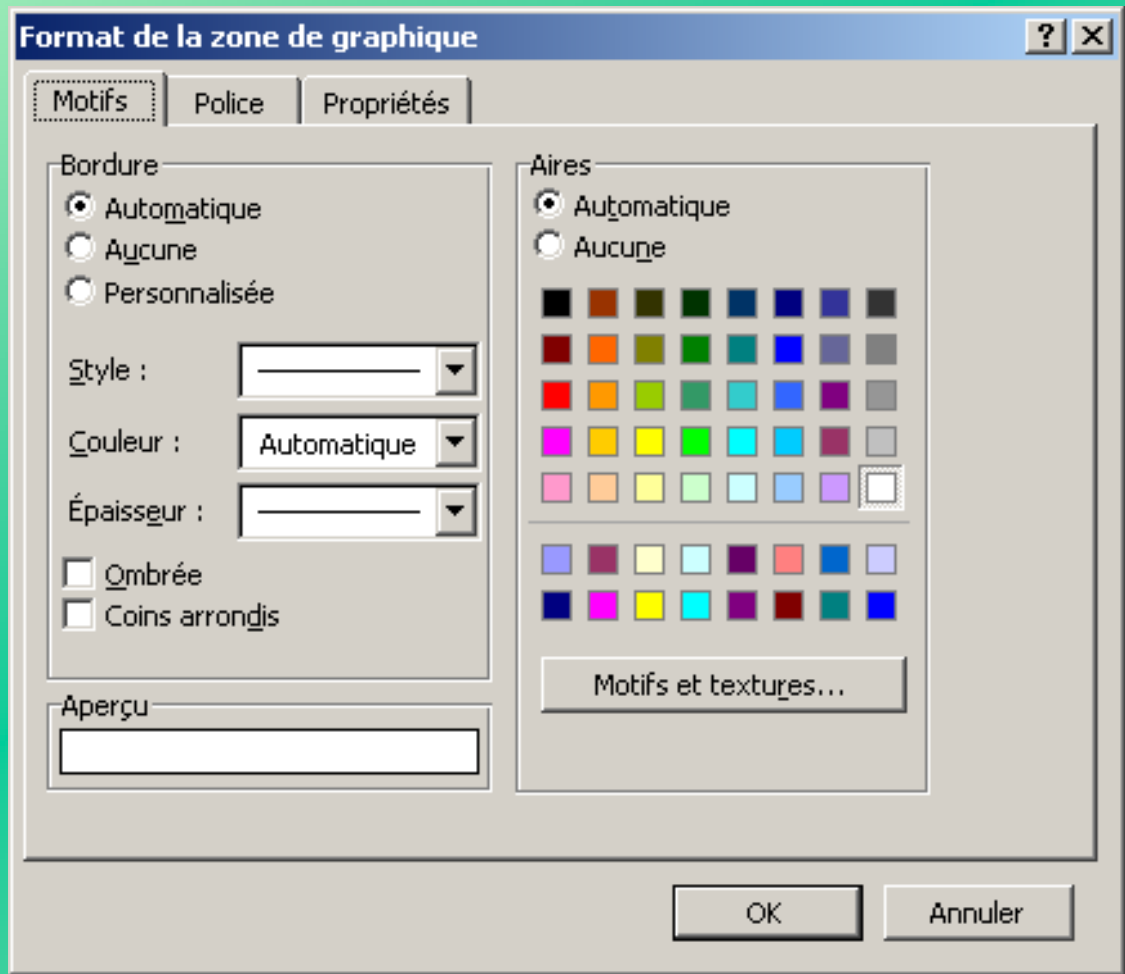 Format de la zone de graphique
Motifs Police Propriétés
Bordure
Automatique
Aucune
Personnalisée
Style :
Couleur : Automatique
Épaisseur :
Ombrée
Coins arrondis
Aperçu
Aires
Automatique
Aucune
Motifs et textures...
OK Annuler